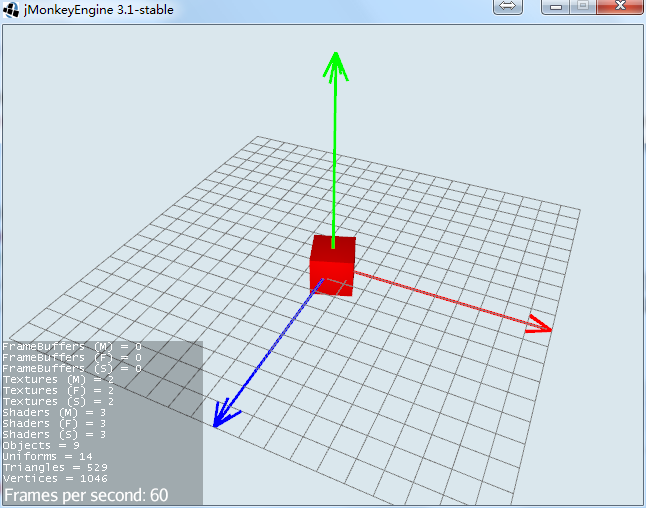 jMonkeyEngine 3.1-stable
FrameBuffers (M) = 0
FrameBuffers (F) = 0
FrameBuffers (S) = 0
Textures (M) = 2
Textures (F) = 2
Textures (S) = 2
Shaders (M) = 3
Shaders (F) = 3
Shaders (S) = 3
Objects = 9
Uniforms = 14
Triangles = 529
Vertices = 1046
Frames per second: 60